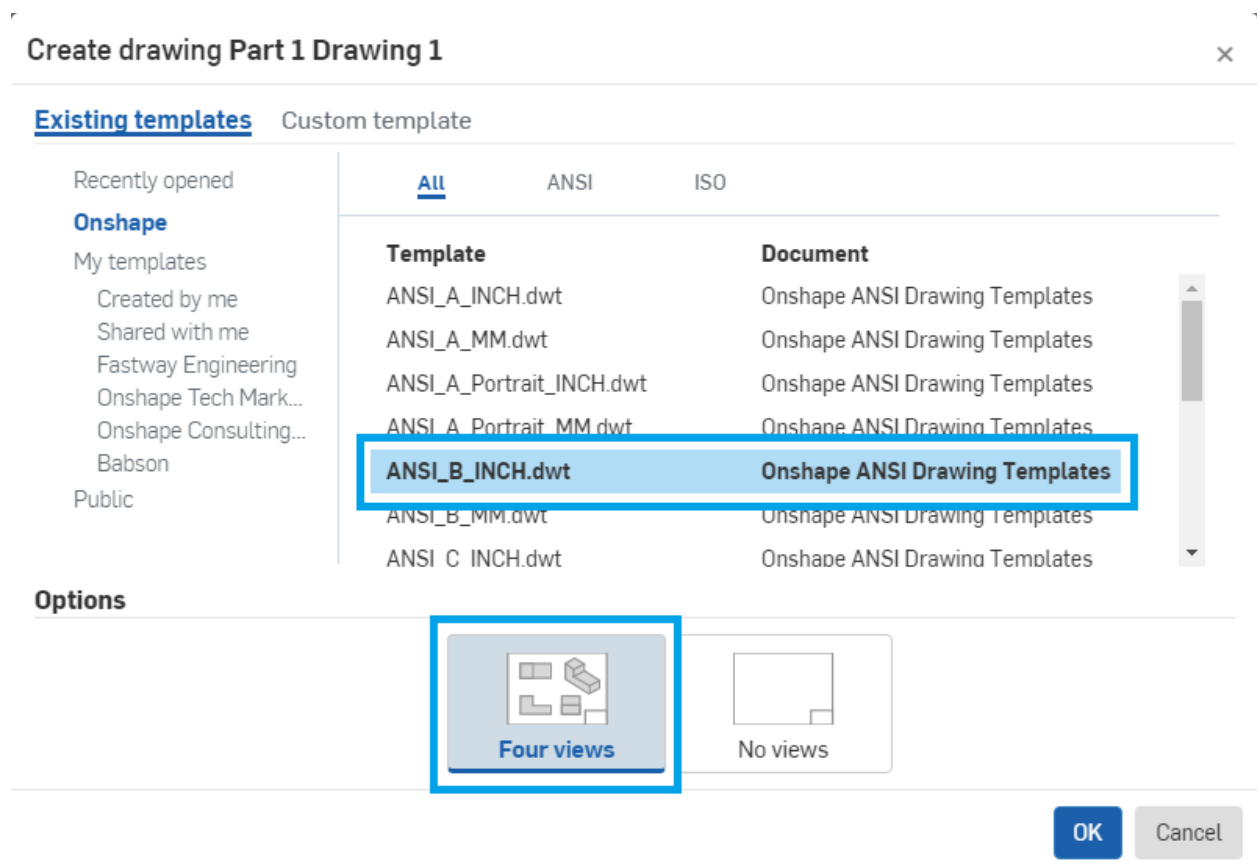 Create drawing Part 1 Drawing 1
×
Existing templates Custom template
Recently opened
Onshape
My templates
Created by me
Shared with me
Fastway Engineering
Onshape Tech Mark...
Onshape Consulting...
Babson
Public
All ANSI ISO
Template Document
ANSI_A_INCH.dwt Onshape ANSI Drawing Templates
ANSI_A_MM.dwt Onshape ANSI Drawing Templates
ANSI_A_Portrait_INCH.dwt Onshape ANSI Drawing Templates
ANSI_A_Portrait_MM.dwt Onshape ANSI Drawing Templates
ANSI_B_INCH.dwt Onshape ANSI Drawing Templates
ANSI_B_MM.dwt Onshape ANSI Drawing Templates
ANSI_C_INCH.dwt Onshape ANSI Drawing Templates
Options
Four views No views
OK Cancel